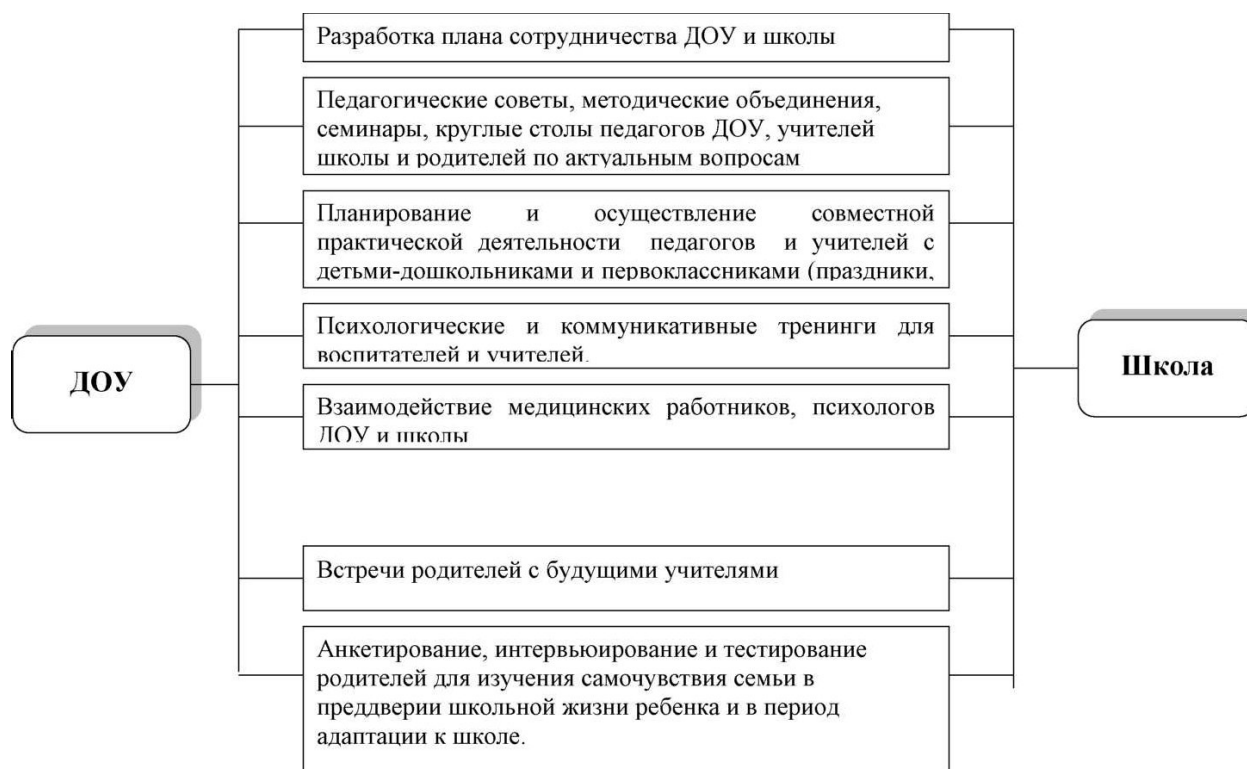 Разработка плана сотрудничества ДОУ и школы
Педагогические советы, методические объединения,
семинары, круглые столы педагогов ДОУ, учителей
школы и родителей по актуальным вопросам
Планирование и осуществление совместной
практической деятельности педагогов и учителей с
детьми-дошкольниками и первоклассниками (праздники,
Психологические и коммуникативные тренинги для
воспитателей и учителей.
ДОУ
Школа
Взаимодействие медицинских работников, психологов
ДОУ и школы
Встречи родителей с будущими учителями
Анкетирование, интервьюирование и тестирование
родителей для изучения самочувствия семьи в
преддверии школьной жизни ребенка и в период
адаптации к школе.